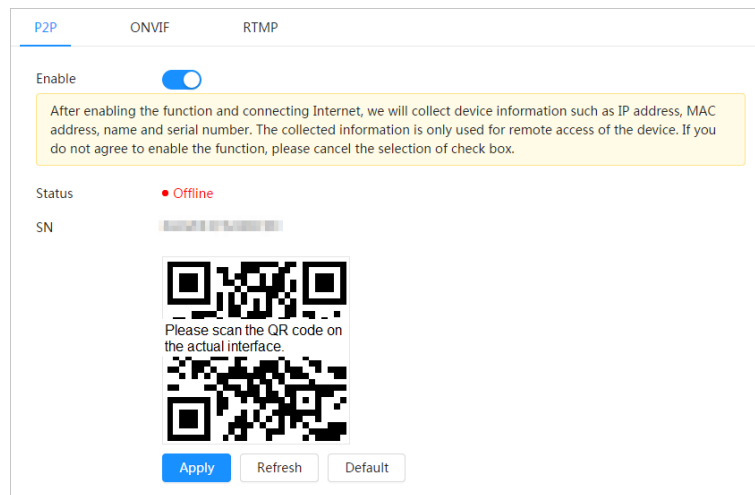 P2P ONVIF RTMP
Enable
After enabling the function and connecting Internet, we will collect device information such as IP address, MAC
address, name and serial number. The collected information is only used for remote access of the device. If you
do not agree to enable the function, please cancel the selection of check box.
Status Offline
SN
Please scan the QR code on
the actual interface.
Apply Refresh Default